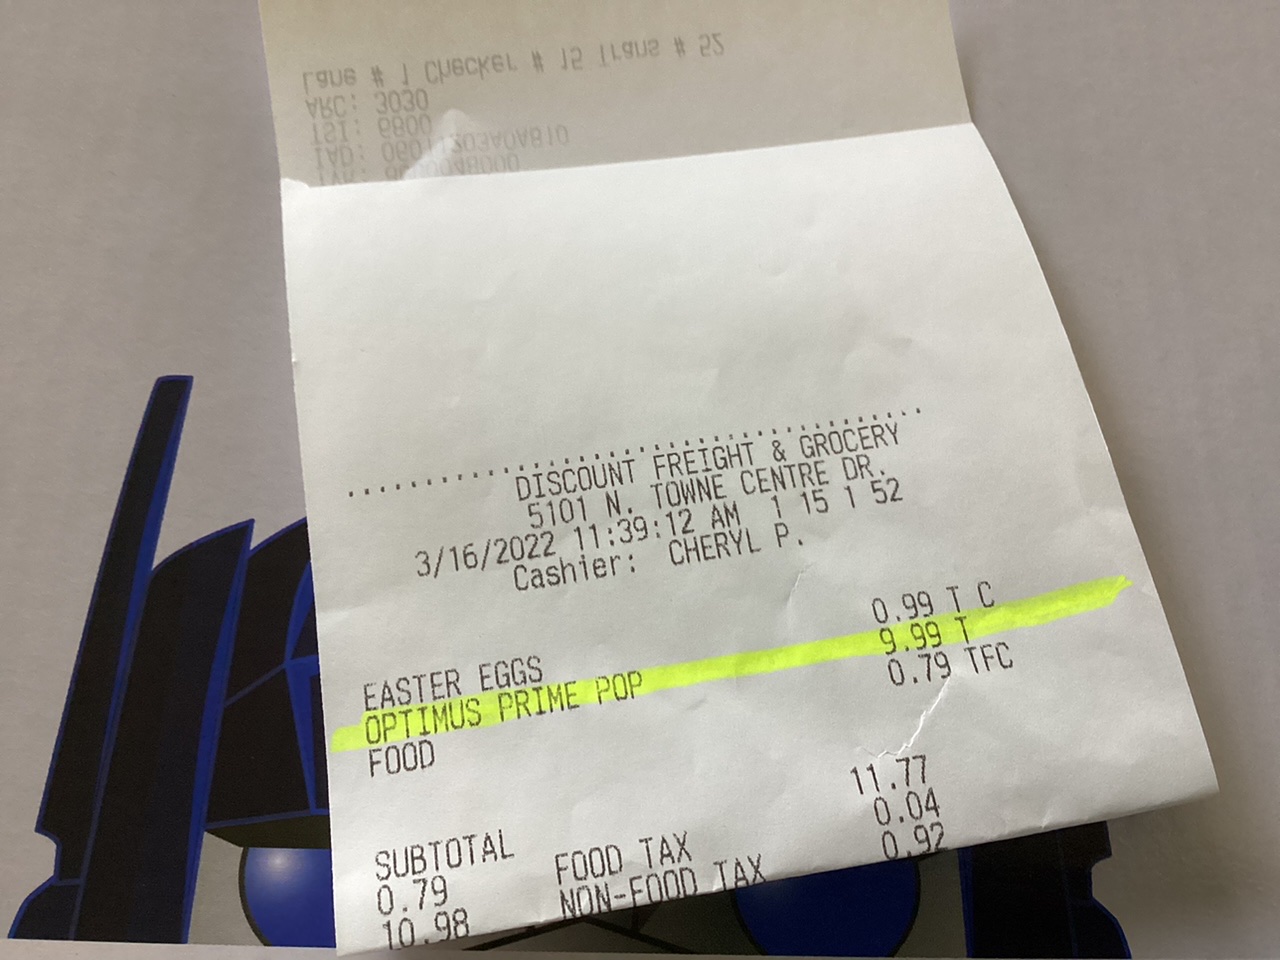 Lane # 1 Checker # 15 Trans # 52
ARC: 3030
TSI: 6800
IAD:
DISCOUNT FREIGHT & GROCERY
5101 N. TOWNE CENTRE DR.
3/16/2022 11:39:12 AM 1 15 1 52
Cashier: CHERYL P.
EASTER EGGS 0.99 T C
OPTIMUS PRIME POP 9.99 T
FOOD 0.79 TFC
SUBTOTAL 11.77
0.79 FOOD TAX 0.04
10.98 NON-FOOD TAX 0.92